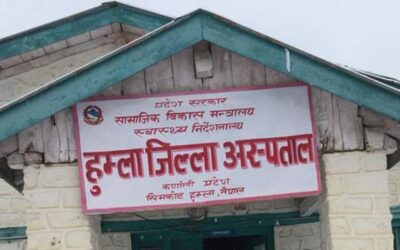 प्रदेश सरकार
सामाजिक विकास मन्त्रालय
स्वास्थ्य निर्देशनालय
हुम्ला जिल्ला अस्पताल
कर्णाली प्रदेश
सिमकोट हुम्ला, नेपाल